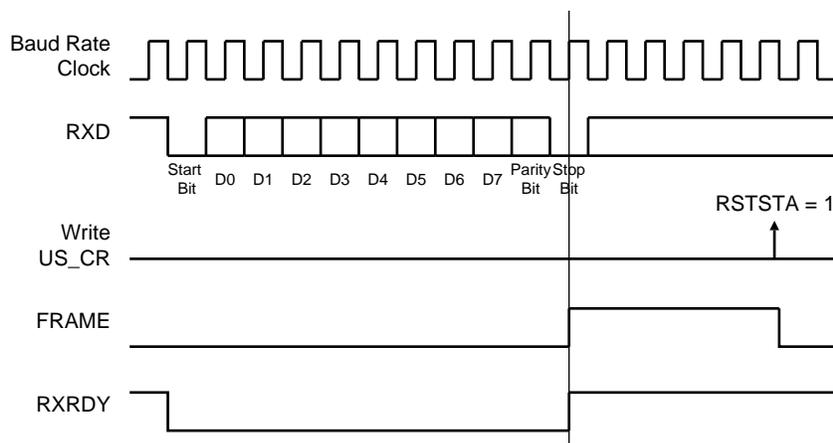 Baud Rate
Clock
RXD
Start
Bit
D0 D1 D2 D3 D4 D5 D6 D7
Parity
Bit
Stop
Bit
RSTSTA = 1
Write
US_CR
FRAME
RXRDY